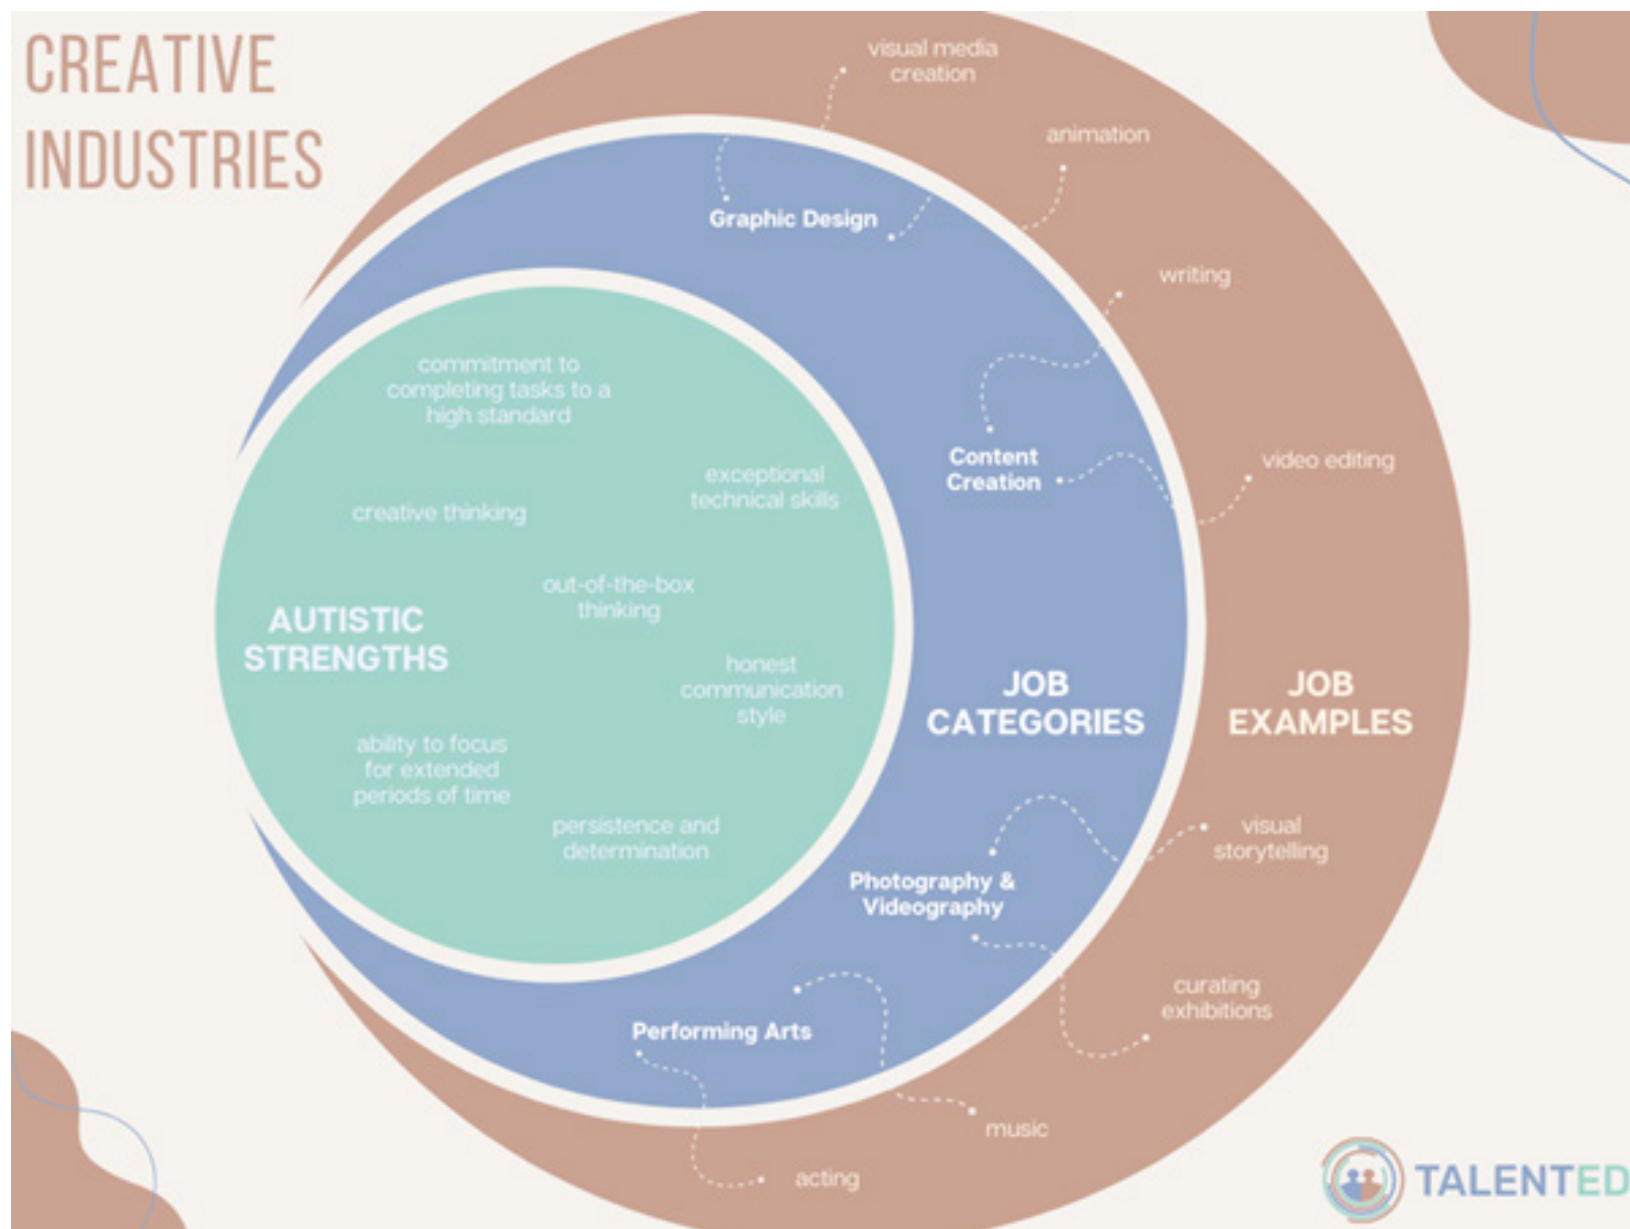 CREATIVE
INDUSTRIES
visual media
creation
animation
Graphic Design
writing
commitment to
completing tasks to a
high standard
Content
Creation
video editing
exceptional
technical skills
creative thinking
out-of-the-box
thinking
AUTISTIC
STRENGTHS
honest
communication
style
JOB
CATEGORIES
JOB
EXAMPLES
ability to focus
for extended
periods of time
persistence and
determination
visual
storytelling
Photography &
Videography
curating
exhibitions
Performing Arts
music
acting
TALENTED